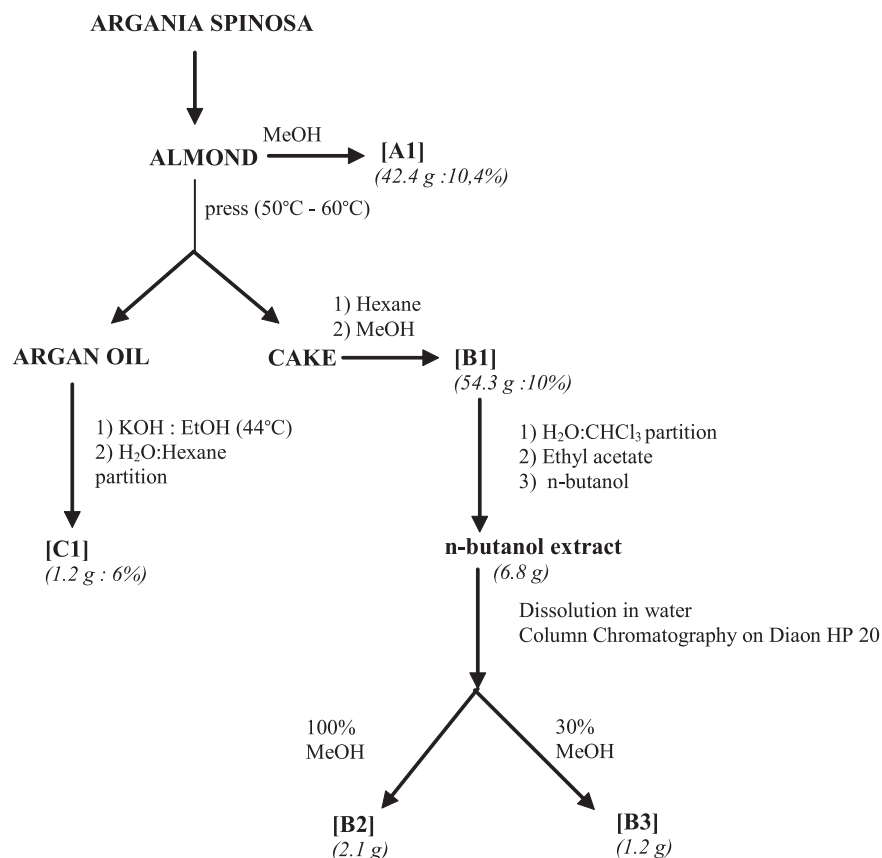 ARGANIA SPINOSA
MeOH
ALMOND
[A1]
(42.4 g :10,4%)
press (50°C - 60°C)
1) Hexane
2) MeOH
ARGAN OIL
CAKE
[B1]
(54.3 g :10%)
1) KOH : EtOH (44°C)
2) H₂O:Hexane
partition
1) H₂O:CHCl₃ partition
2) Ethyl acetate
3) n-butanol
[C1]
(1.2 g : 6%)
n-butanol extract
(6.8 g)
Dissolution in water
Column Chromatography on Diaon HP 20
100%
MeOH
30%
MeOH
[B2]
(2.1 g)
[B3]
(1.2 g)